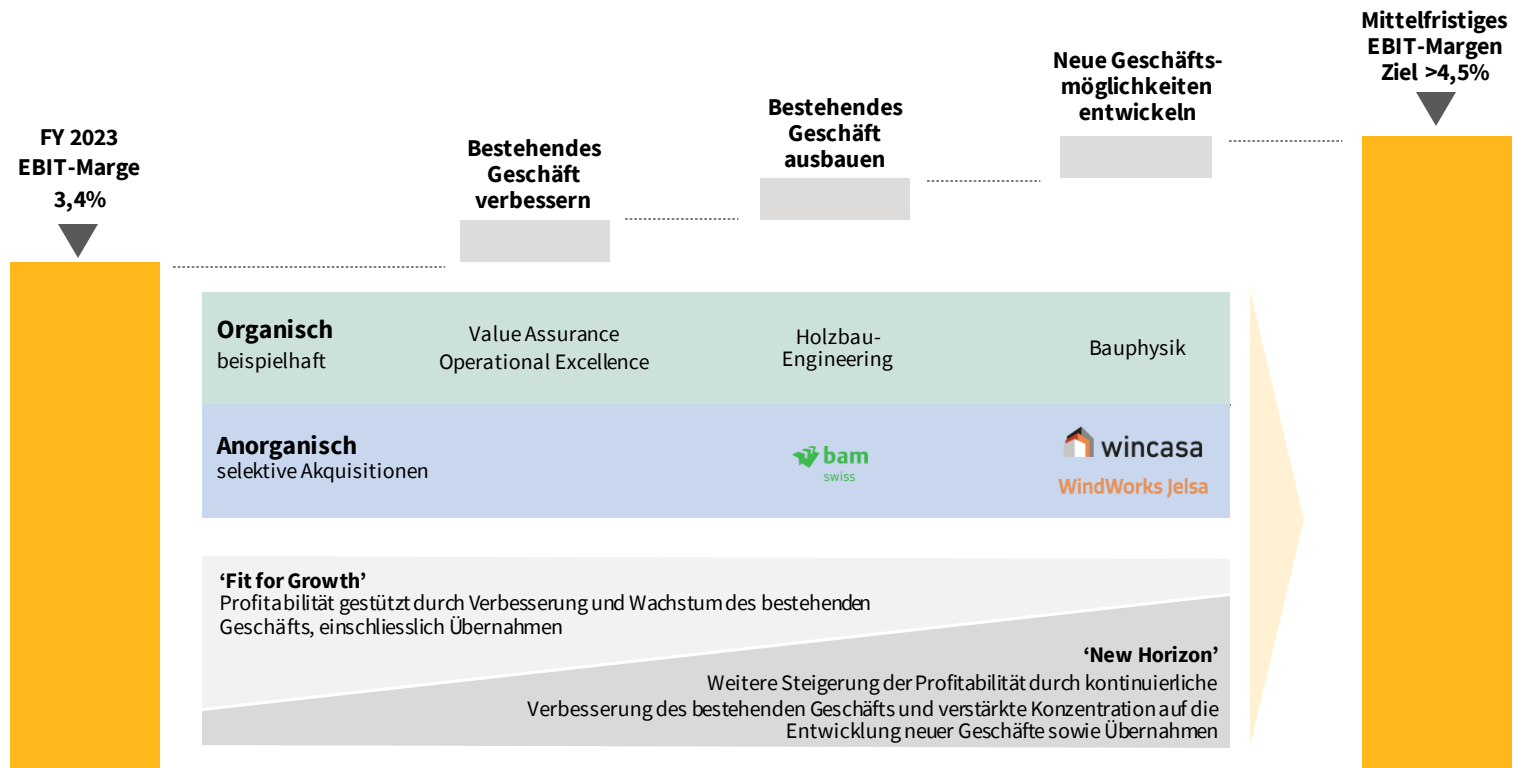 FY 2023
EBIT-Marge
3,4%
Bestehendes
Geschäft
verbessern
Bestehendes
Geschäft
ausbauen
Neue Geschäfts-
möglichkeiten
entwickeln
Mittelfristiges
EBIT-Margen
Ziel >4,5%
Organisch
beispielhaft
Value Assurance
Operational Excellence
Holzbau-
Engineering
Bauphysik
Anorganisch
selektive Akquisitionen
bam
swiss
wincasa
WindWorks Jelsa
‘Fit for Growth’
Profitabilität gestützt durch Verbesserung und Wachstum des bestehenden
Geschäfts, einschliesslich Übernahmen
‘New Horizon’
Weitere Steigerung der Profitabilität durch kontinuierliche
Verbesserung des bestehenden Geschäfts und verstärkte Konzentration auf die
Entwicklung neuer Geschäfte sowie Übernahmen